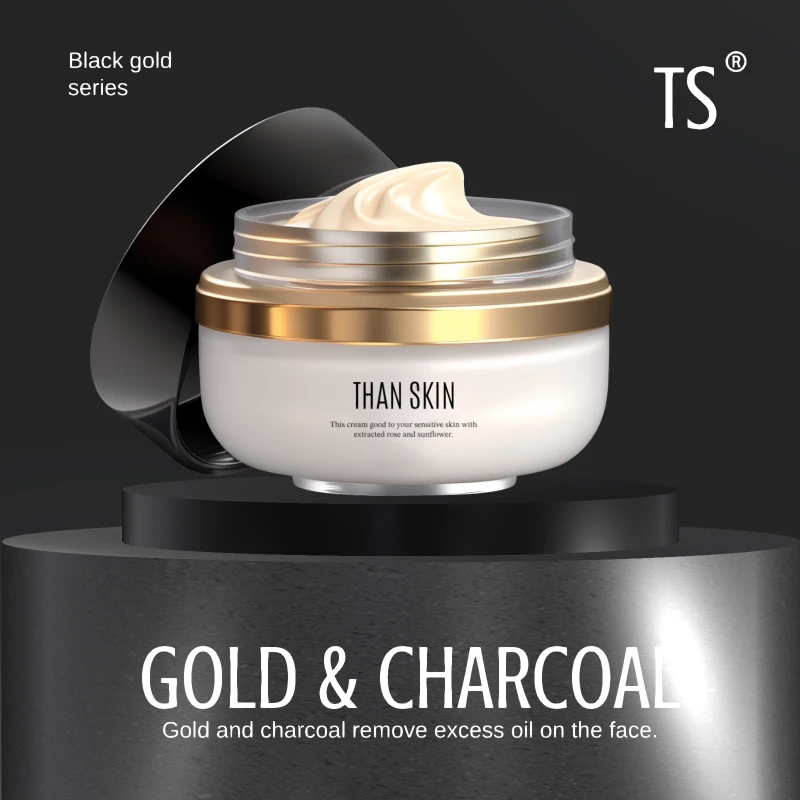 Black gold
series
TS®
THAN SKIN
This cream good to your sensitive skin with
extracted rose and sunflower.
GOLD & CHARCOAL
Gold and charcoal remove excess oil on the face.